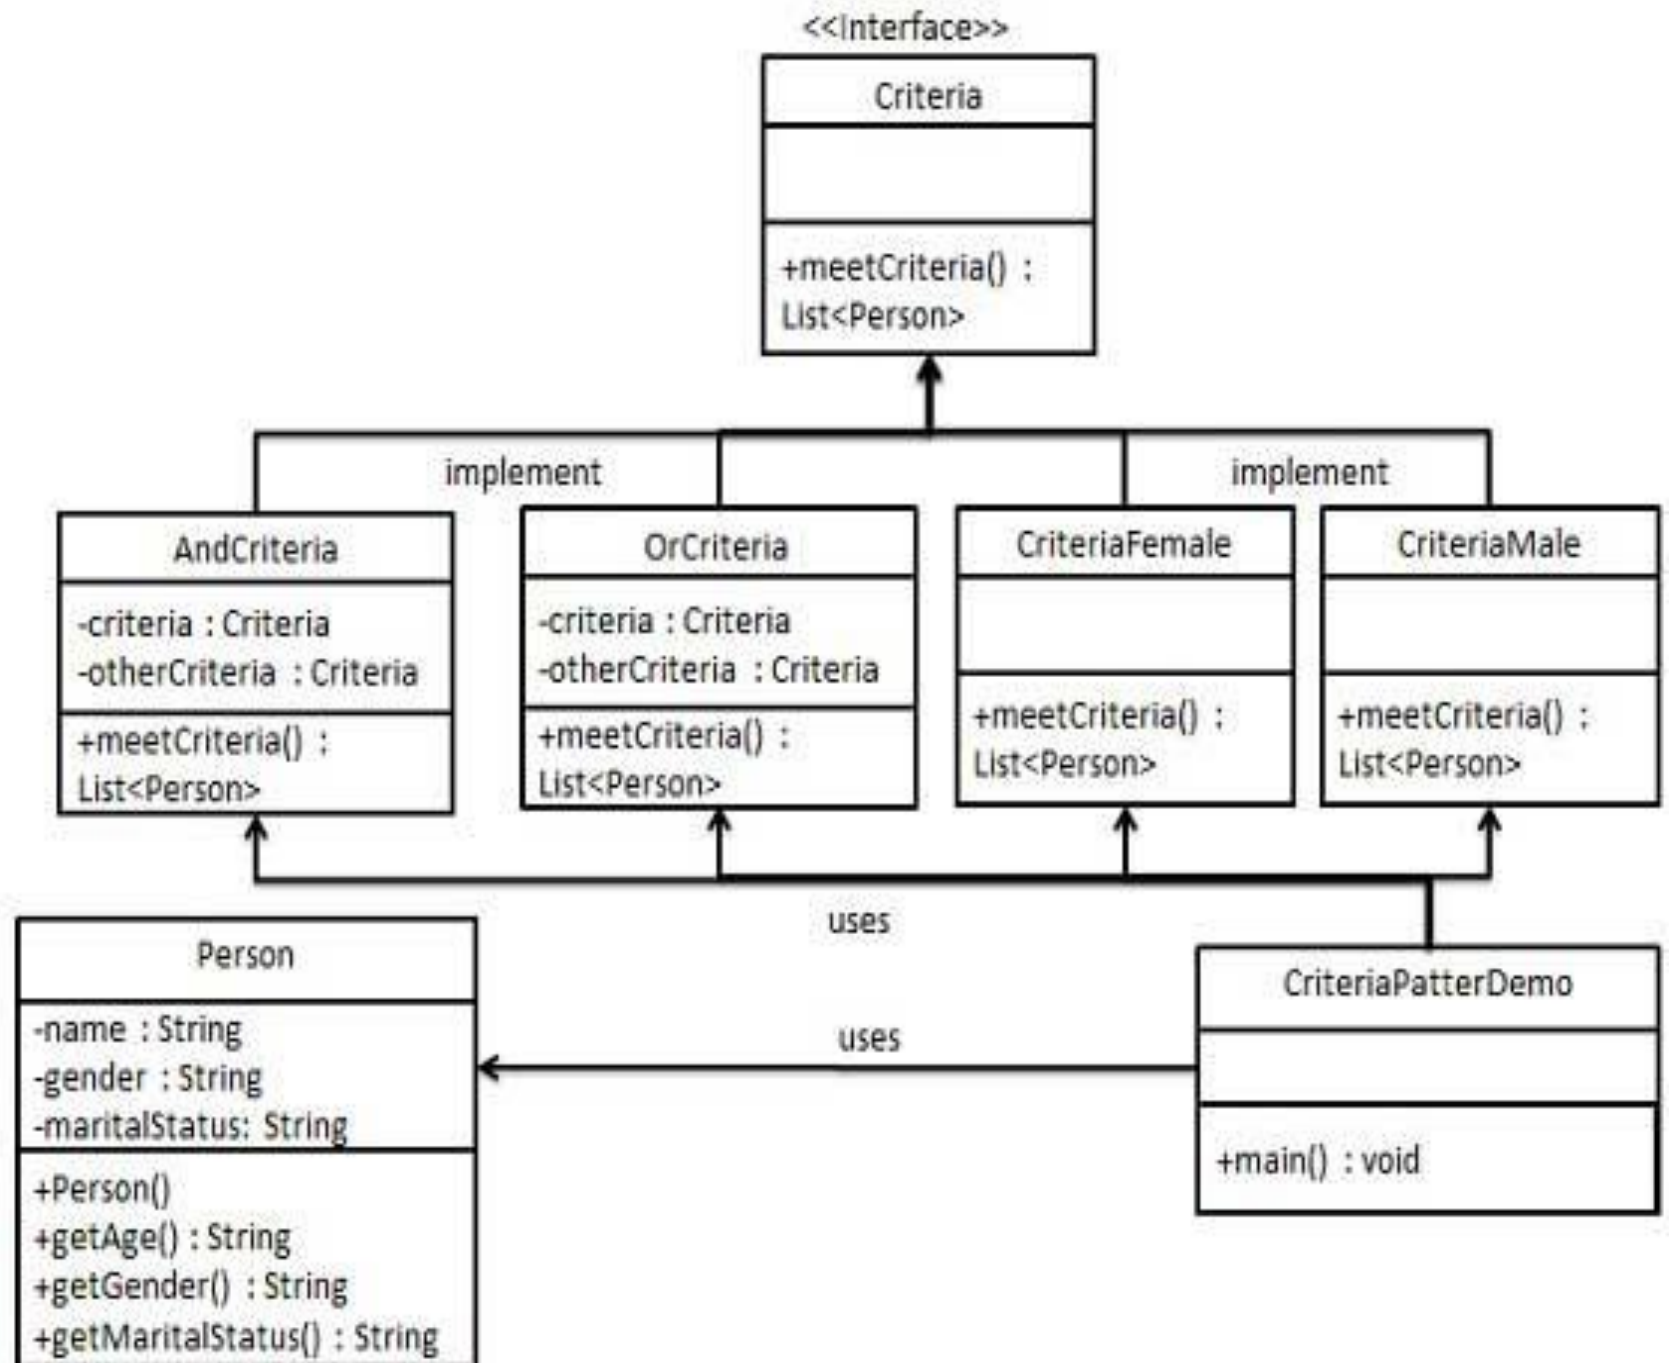 <<Interface>>
Criteria
+meetCriteria() :
List<Person>
implement
implement
AndCriteria
-criteria : Criteria
-otherCriteria : Criteria
+meetCriteria() :
List<Person>
OrCriteria
-criteria : Criteria
-otherCriteria : Criteria
+meetCriteria() :
List<Person>
CriteriaFemale
+meetCriteria() :
List<Person>
CriteriaMale
+meetCriteria() :
List<Person>
uses
Person
-name : String
-gender : String
-maritalStatus: String
+Person()
+getAge() : String
+getGender() : String
+getMaritalStatus() : String
uses
CriteriaPatterDemo
+main() : void